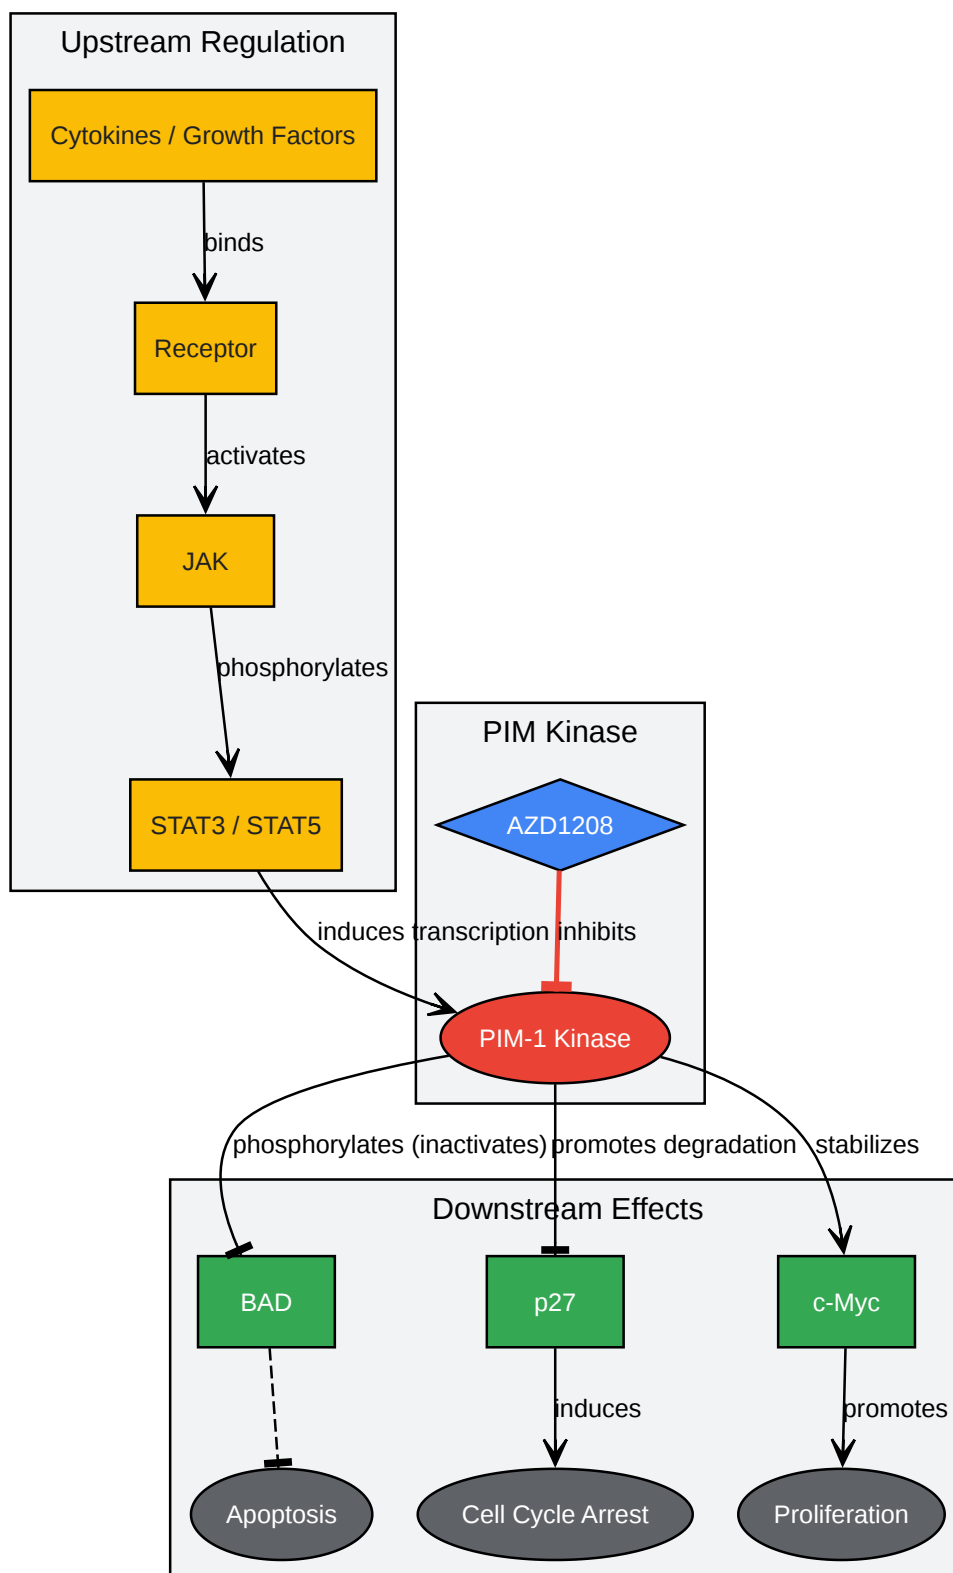 Upstream Regulation
Cytokines / Growth Factors
binds
Receptor
activates
JAK
phosphorylates
STAT3 / STAT5
PIM Kinase
AZD1208
induces transcription
inhibits
PIM-1 Kinase
phosphorylates (inactivates)
promotes degradation
stabilizes
Downstream Effects
BAD
p27
c-Myc
induces
promotes
Apoptosis
Cell Cycle Arrest
Proliferation